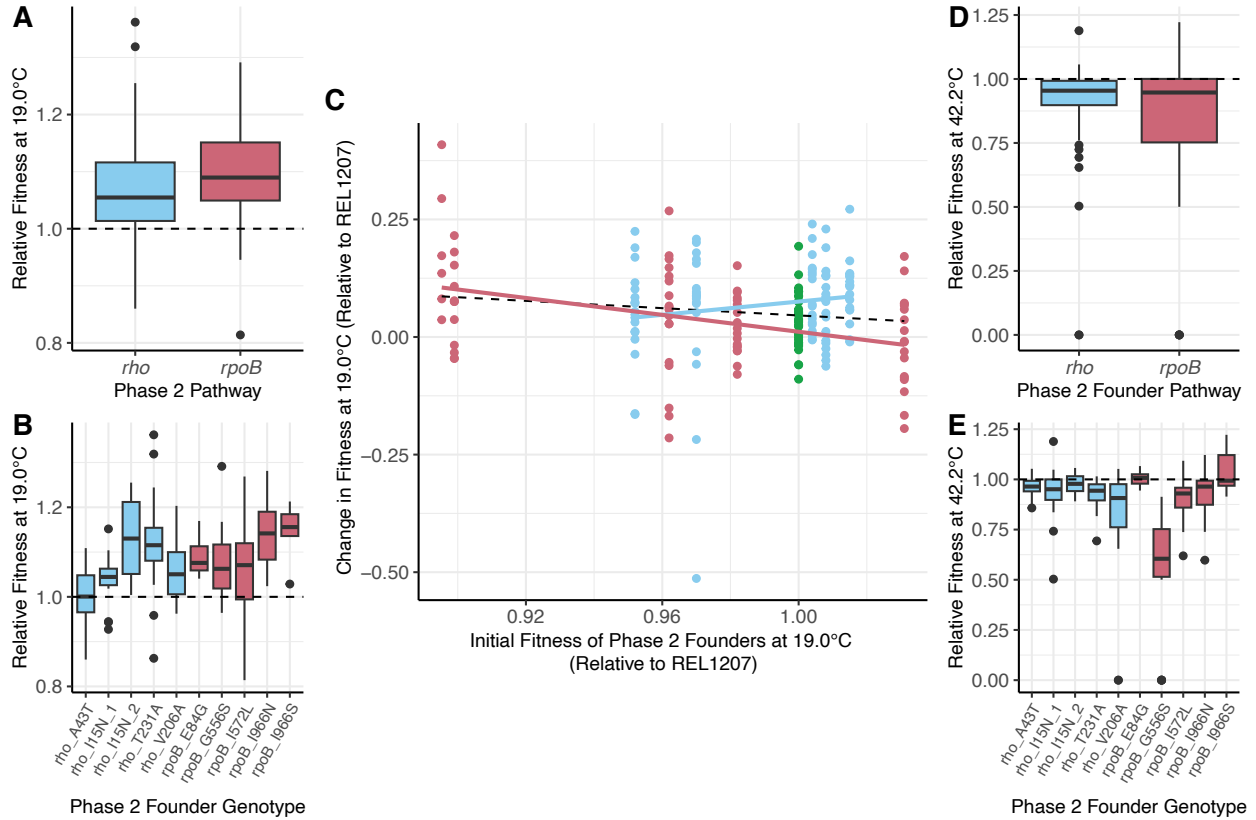 A
Relative Fitness at 19.0°C
1.2
1.0
0.8
rho
rpoB
Phase 2 Pathway
B
Relative Fitness at 19.0°C
1.2
1.0
0.8
rho_A43T
rho_I15N_1
rho_I15N_2
rho_T231A
rho_V206A
rpoB_E84G
rpoB_G556S
rpoB_I572L
rpoB_I966N
rpoB_I966S
Phase 2 Founder Genotype
C
Change in Fitness at 19.0°C (Relative to REL1207)
0.25
0.00
−0.25
−0.50
0.92
0.96
1.00
Initial Fitness of Phase 2 Founders at 19.0°C
(Relative to REL1207)
D
Relative Fitness at 42.2°C
1.25
1.00
0.75
0.50
0.25
0.00
rho
rpoB
Phase 2 Founder Pathway
E
Relative Fitness at 42.2°C
1.25
1.00
0.75
0.50
0.25
0.00
rho_A43T
rho_I15N_1
rho_I15N_2
rho_T231A
rho_V206A
rpoB_E84G
rpoB_G556S
rpoB_I572L
rpoB_I966N
rpoB_I966S
Phase 2 Founder Genotype